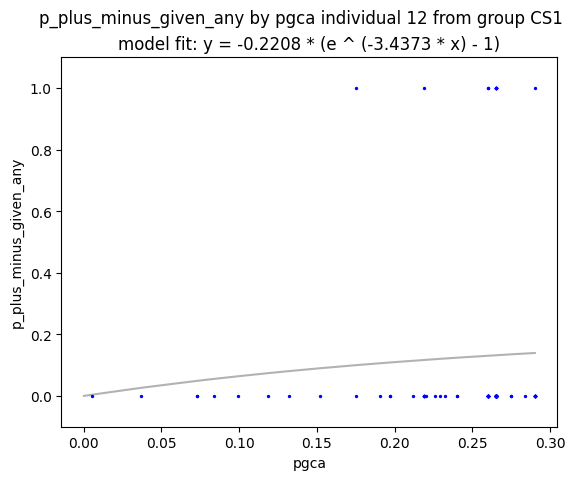 p_plus_minus_given_any by pgca individual 12 from group CS1
model fit: y = -0.2208 * (e ^ (-3.4373 * x) - 1)
1.0
0.8
0.6
0.4
0.2
0.0
p_plus_minus_given_any
0.00 0.05 0.10 0.15 0.20 0.25 0.30
pgca